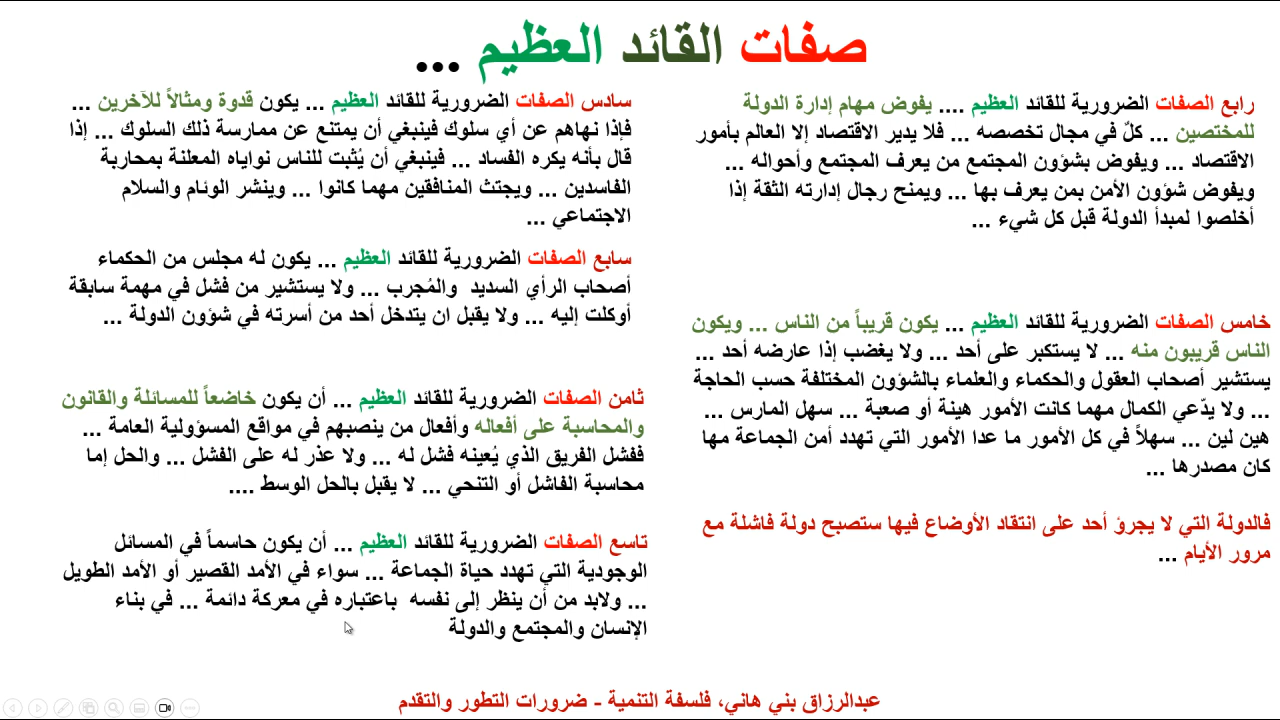 صفات القائد العظيم ...
رابع الصفات الضرورية للقائد العظيم .... يفوض مهام إدارة الدولة
للمختصين ... كلٌ في مجال تخصصه ... فلا يدير الاقتصاد إلا العالم بأمور
الاقتصاد ... ويفوض بشؤون المجتمع من يعرف المجتمع وأحواله ...
ويفوض شؤون الأمن بمن يعرف بها ... ويمنح رجال إدارته الثقة إذا
أخلصوا لمبدأ الدولة قبل كل شيء ...
خامس الصفات الضرورية للقائد العظيم ... يكون قريباً من الناس ... ويكون
الناس قريبون منه ... لا يستكبر على أحد ... ولا يغضب إذا عارضه أحد ...
يستشير أصحاب العقول والحكماء والعلماء بالشؤون المختلفة حسب الحاجة
... ولا يدّعي الكمال مهما كانت الأمور هينة أو صعبة ... سهل المارس ...
هين لين ... سهلاً في كل الأمور ما عدا الأمور التي تهدد أمن الجماعة مها
كان مصدرها ...
فالدولة التي لا يجرؤ أحد على انتقاد الأوضاع فيها ستصبح دولة فاشلة مع
مرور الأيام ...
سادس الصفات الضرورية للقائد العظيم ... يكون قدوة ومثالاً للآخرين ...
فإذا نهاهم عن أي سلوك فينبغي أن يمتنع عن ممارسة ذلك السلوك ... إذا
قال بأنه يكره الفساد ... فينبغي أن يُثبت للناس نواياه المعلنة بمحاربة
الفاسدين ... ويجتث المنافقين مهما كانوا ... وينشر الوئام والسلام
الاجتماعي ...
سابع الصفات الضرورية للقائد العظيم ... يكون له مجلس من الحكماء
أصحاب الرأي السديد والمُجرب ... ولا يستشير من فشل في مهمة سابقة
أوكلت إليه ... ولا يقبل ان يتدخل أحد من أسرته في شؤون الدولة ...
ثامن الصفات الضرورية للقائد العظيم ... أن يكون خاضعاً للمسائلة والقانون
والمحاسبة على أفعاله وأفعال من ينصبهم في مواقع المسؤولية العامة ...
ففشل الفريق الذي يُعينه فشل له ... ولا عذر له على الفشل ... والحل إما
محاسبة الفاشل أو التنحي ... لا يقبل بالحل الوسط ....
تاسع الصفات الضرورية للقائد العظيم ... أن يكون حاسماً في المسائل
الوجودية التي تهدد حياة الجماعة ... سواء في الأمد القصير أو الأمد الطويل
... ولابد من أن ينظر إلى نفسه باعتباره في معركة دائمة ... في بناء
الإنسان والمجتمع والدولة
عبدالرزاق بني هاني، فلسفة التنمية - ضرورات التطور والتقدم